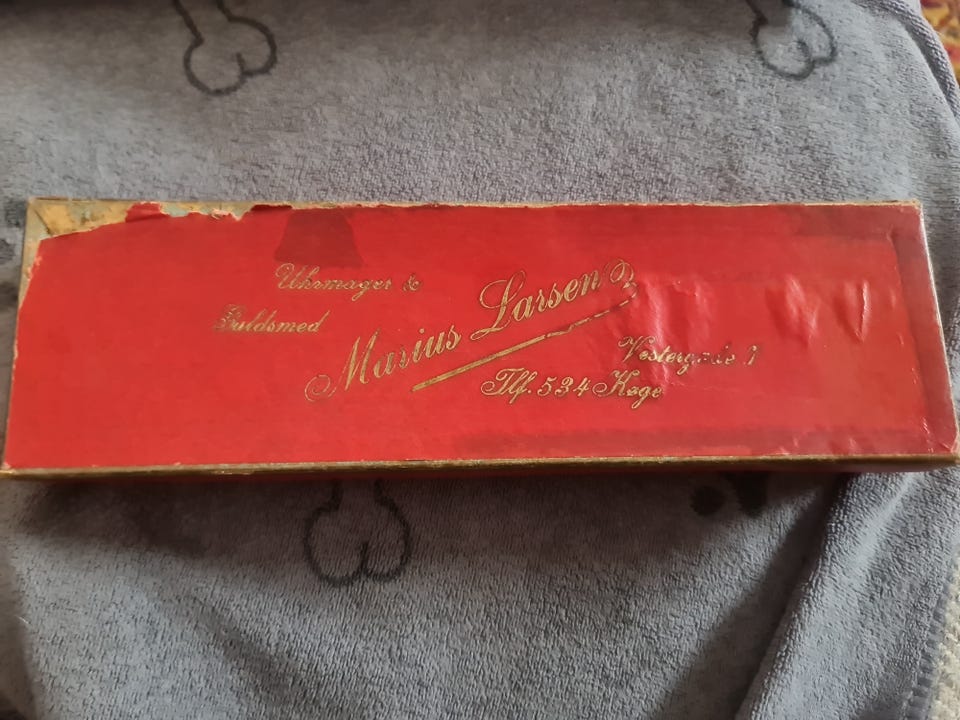 Uhrmager &
Guldsmed
Marius Larsen
Vestergade 1
Tlf. 534 Køge